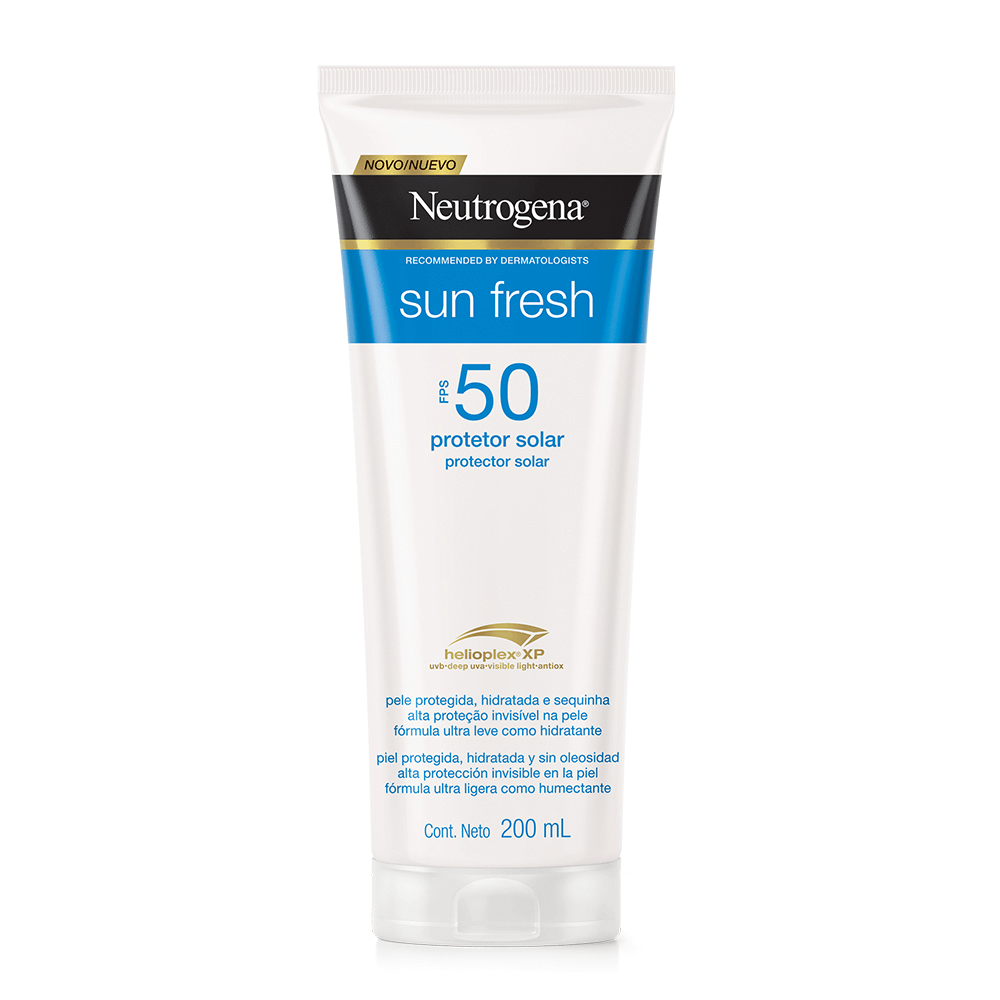 NOVO/NUEVO
Neutrogena®
RECOMMENDED BY DERMATOLOGISTS
sun fresh
FPS 50
protetor solar
protector solar
helioplex® XP
uvb•deep uva•visible light•antiox
pele protegida, hidratada e sequinha
alta proteção invisível na pele
fórmula ultra leve como hidratante
piel protegida, hidratada y sin oleosidad
alta protección invisible en la piel
fórmula ultra ligera como humectante
Cont. Neto 200 mL